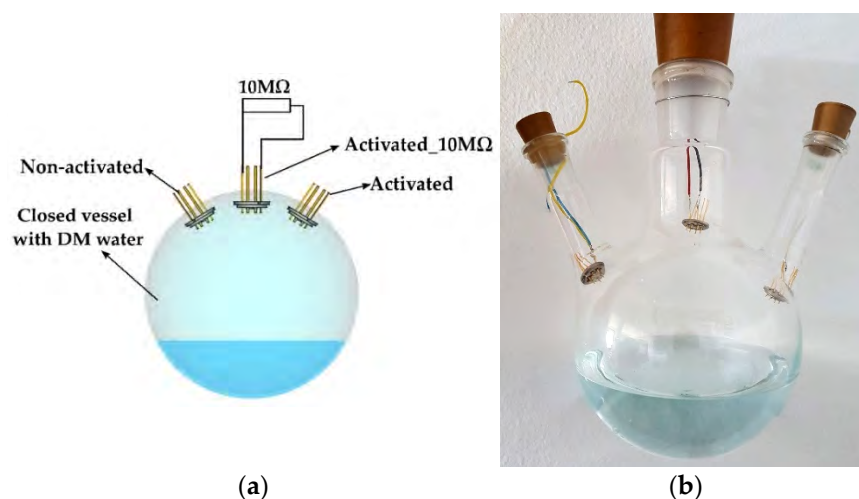 10MΩ
Activated_10MΩ
Non-activated
Activated
Closed vessel
with DM water
(a)
(b)